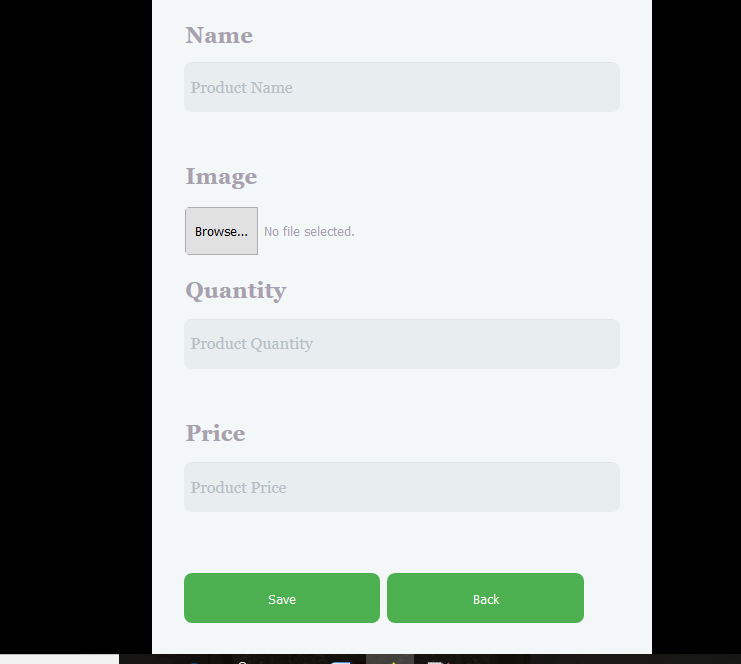 Name
Product Name
Image
Browse... No file selected.
Quantity
Product Quantity
Price
Product Price
Save Back